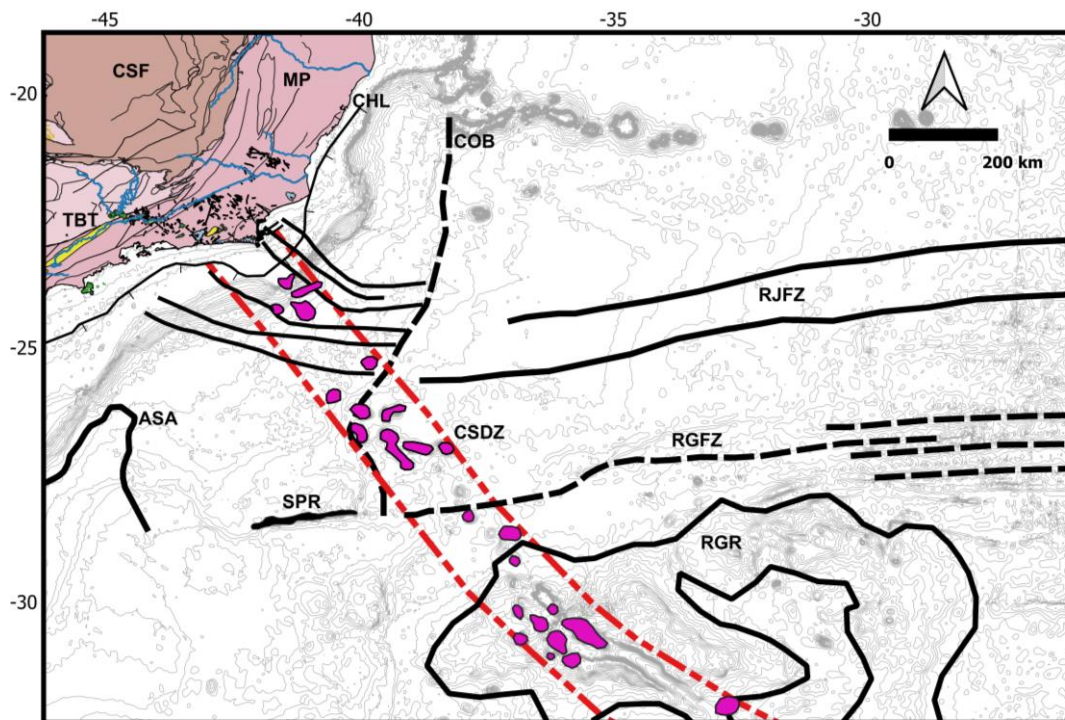 -45 -40 -35 -30
-20
-25
-30
CSF
MP
CHL
COB
TBT
0 200 km
RJFZ
ASA
CSDZ
RGFZ
SPR
RGR